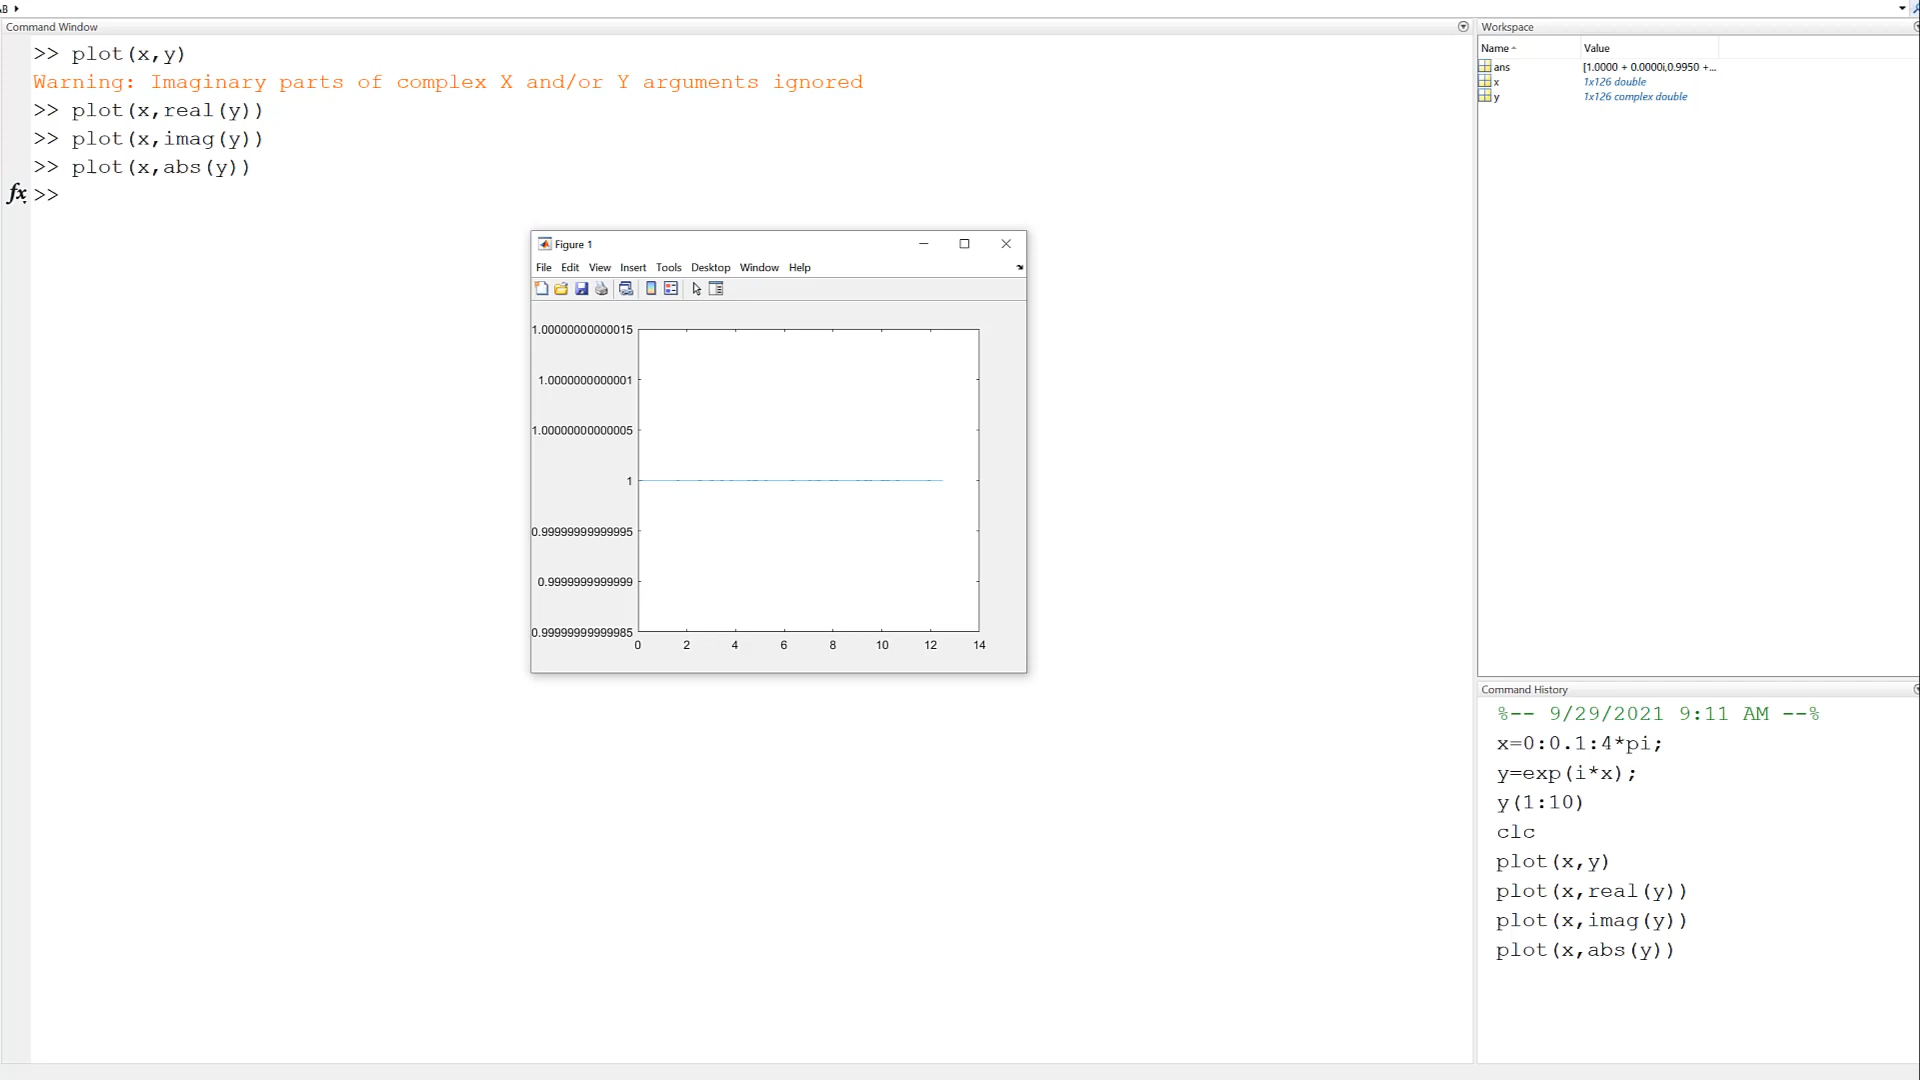 Command Window
>> plot(x,y)
Warning: Imaginary parts of complex X and/or Y arguments ignored
>> plot(x,real(y))
>> plot(x,imag(y))
>> plot(x,abs(y))
fx >>
Figure 1
File Edit View Insert Tools Desktop Window Help
1.00000000000015
1.0000000000001
1.00000000000005
1
0.99999999999995
0.9999999999999
0.99999999999985
0 2 4 6 8 10 12 14
Workspace
Name Value
ans [1.0000 + 0.0000i,0.9950 +...
x 1x126 double
y 1x126 complex double
Command History
%-- 9/29/2021 9:11 AM --%
x=0:0.1:4*pi;
y=exp(i*x);
y(1:10)
clc
plot(x,y)
plot(x,real(y))
plot(x,imag(y))
plot(x,abs(y))